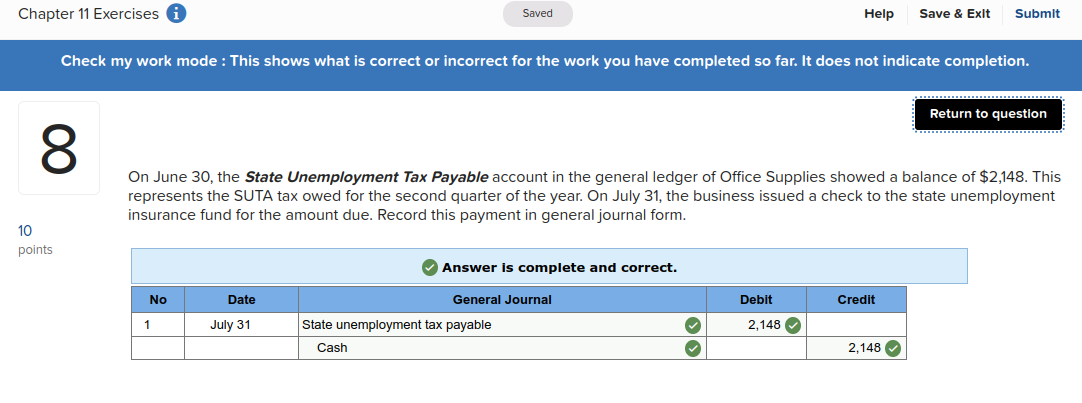 Chapter 11 Exercises i
Saved
Help Save & Exit Submit
Check my work mode : This shows what is correct or incorrect for the work you have completed so far. It does not indicate completion.
Return to question
8
10
points
On June 30, the State Unemployment Tax Payable account in the general ledger of Office Supplies showed a balance of $2,148. This
represents the SUTA tax owed for the second quarter of the year. On July 31, the business issued a check to the state unemployment
insurance fund for the amount due. Record this payment in general journal form.
Answer is complete and correct.
No Date General Journal Debit Credit
1 July 31 State unemployment tax payable 2,148
Cash 2,148